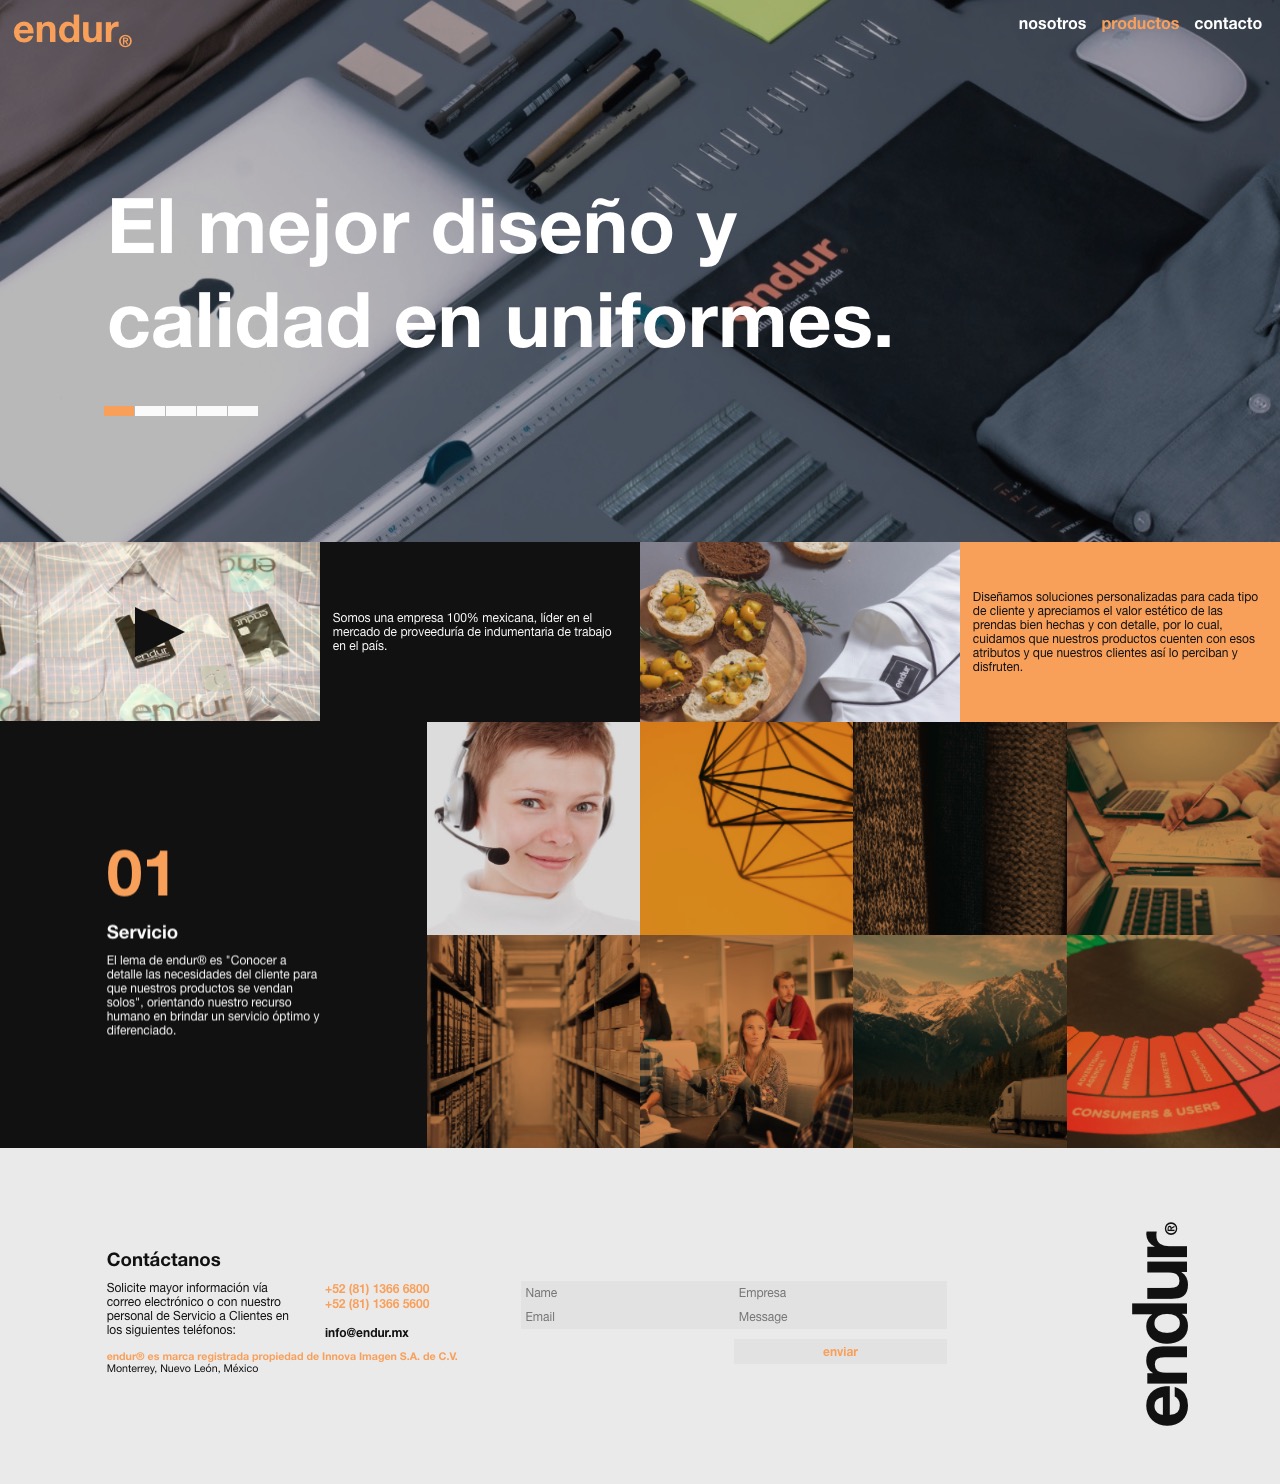 endur®
nosotros productos contacto
El mejor diseño y
calidad en uniformes.
endur®
endur
endur
endur
Somos una empresa 100% mexicana, líder en el
mercado de proveeduría de indumentaria de trabajo
en el país.
endur
Diseñamos soluciones personalizadas para cada tipo
de cliente y apreciamos el valor estético de las
prendas bien hechas y con detalle, por lo cual,
cuidamos que nuestros productos cuenten con esos
atributos y que nuestros clientes así lo perciban y
disfruten.
01
Servicio
El lema de endur® es "Conocer a
detalle las necesidades del cliente para
que nuestros productos se vendan
solos", orientando nuestro recurso
humano en brindar un servicio óptimo y
diferenciado.
CONSUMERS & USERS
Contáctanos
Solicite mayor información vía
correo electrónico o con nuestro
personal de Servicio a Clientes en
los siguientes teléfonos:
+52 (81) 1366 6800
+52 (81) 1366 5600
info@endur.mx
endur® es marca registrada propiedad de Innova Imagen S.A. de C.V.
Monterrey, Nuevo León, México
Name
Empresa
Email
Message
enviar
endur®